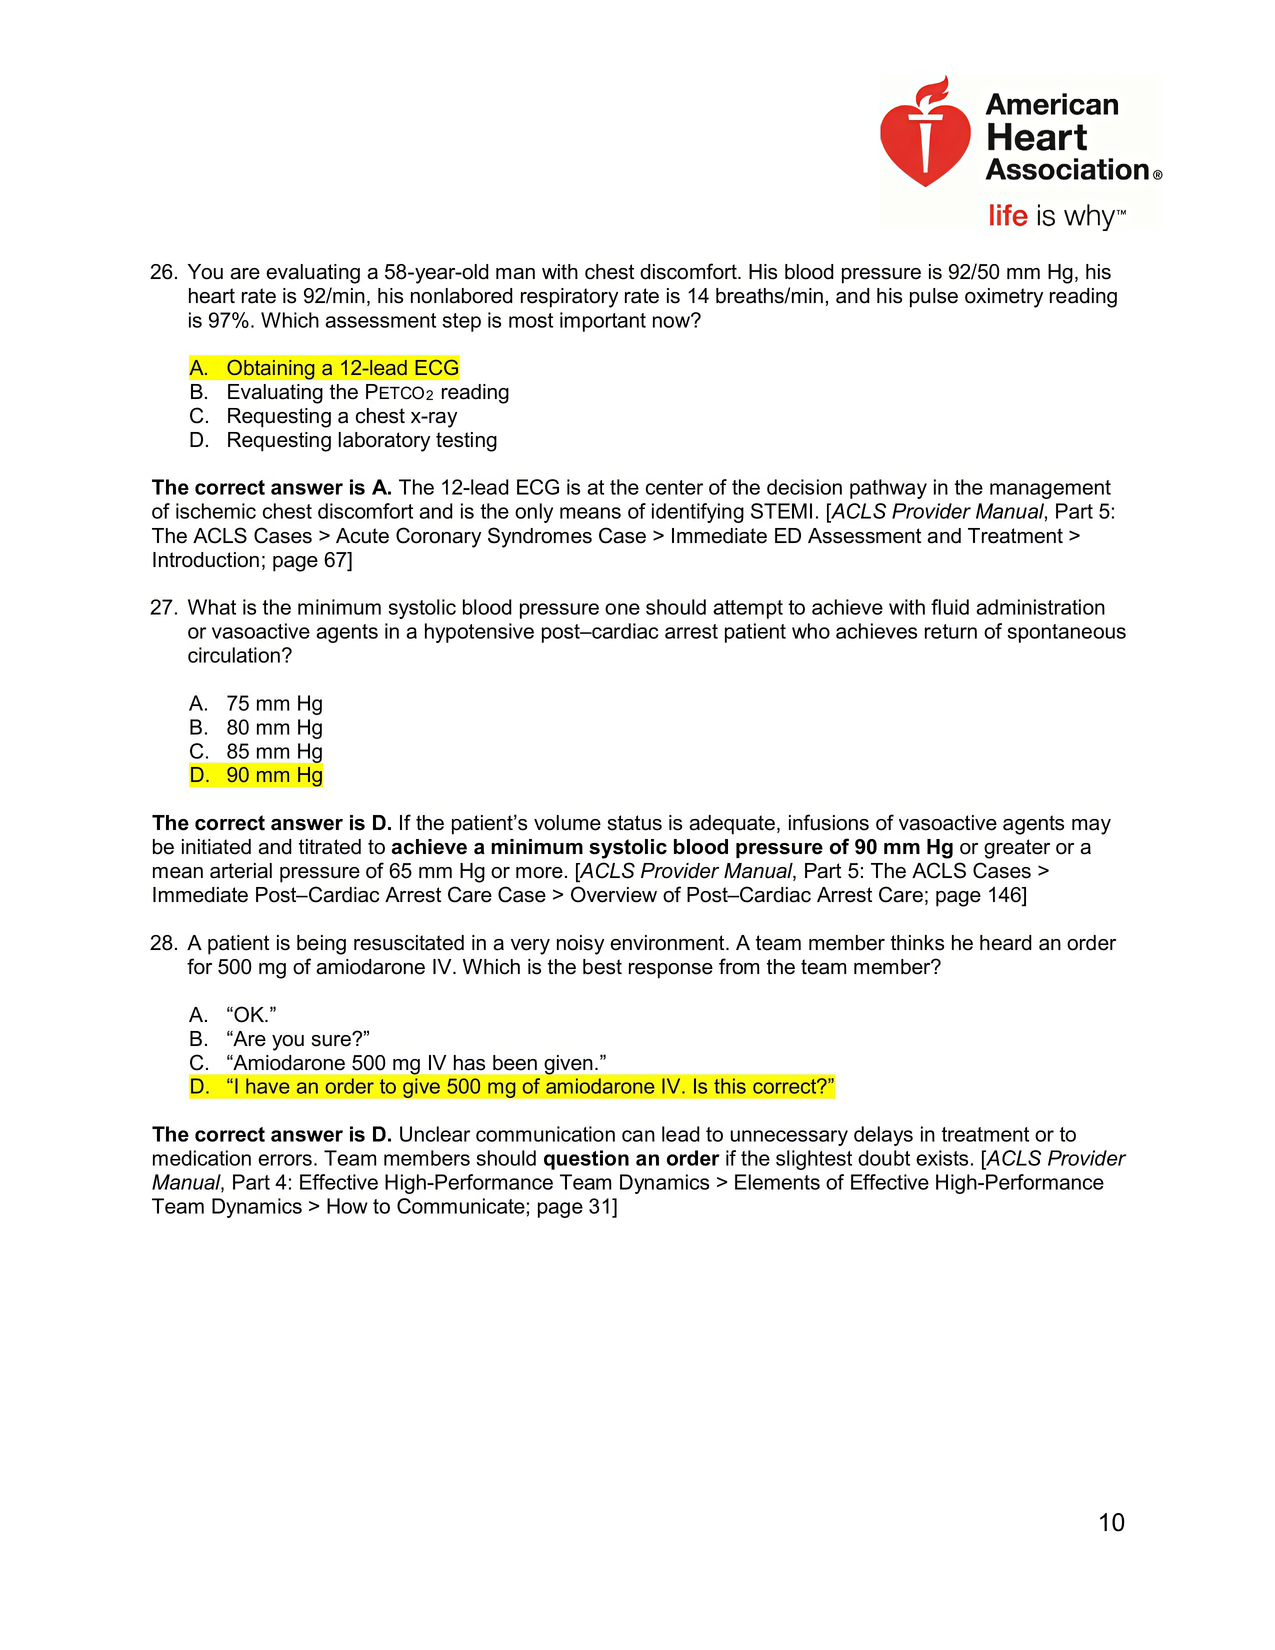 American
Heart
Association®
life is why™
26. You are evaluating a 58-year-old man with chest discomfort. His blood pressure is 92/50 mm Hg, his
heart rate is 92/min, his nonlabored respiratory rate is 14 breaths/min, and his pulse oximetry reading
is 97%. Which assessment step is most important now?
A. Obtaining a 12-lead ECG
B. Evaluating the PETCO2 reading
C. Requesting a chest x-ray
D. Requesting laboratory testing
The correct answer is A. The 12-lead ECG is at the center of the decision pathway in the management
of ischemic chest discomfort and is the only means of identifying STEMI. [ACLS Provider Manual, Part 5:
The ACLS Cases > Acute Coronary Syndromes Case > Immediate ED Assessment and Treatment >
Introduction; page 67]
27. What is the minimum systolic blood pressure one should attempt to achieve with fluid administration
or vasoactive agents in a hypotensive post–cardiac arrest patient who achieves return of spontaneous
circulation?
A. 75 mm Hg
B. 80 mm Hg
C. 85 mm Hg
D. 90 mm Hg
The correct answer is D. If the patient’s volume status is adequate, infusions of vasoactive agents may
be initiated and titrated to achieve a minimum systolic blood pressure of 90 mm Hg or greater or a
mean arterial pressure of 65 mm Hg or more. [ACLS Provider Manual, Part 5: The ACLS Cases >
Immediate Post–Cardiac Arrest Care Case > Overview of Post–Cardiac Arrest Care; page 146]
28. A patient is being resuscitated in a very noisy environment. A team member thinks he heard an order
for 500 mg of amiodarone IV. Which is the best response from the team member?
A. “OK.”
B. “Are you sure?”
C. “Amiodarone 500 mg IV has been given.”
D. “I have an order to give 500 mg of amiodarone IV. Is this correct?”
The correct answer is D. Unclear communication can lead to unnecessary delays in treatment or to
medication errors. Team members should question an order if the slightest doubt exists. [ACLS Provider
Manual, Part 4: Effective High-Performance Team Dynamics > Elements of Effective High-Performance
Team Dynamics > How to Communicate; page 31]
10